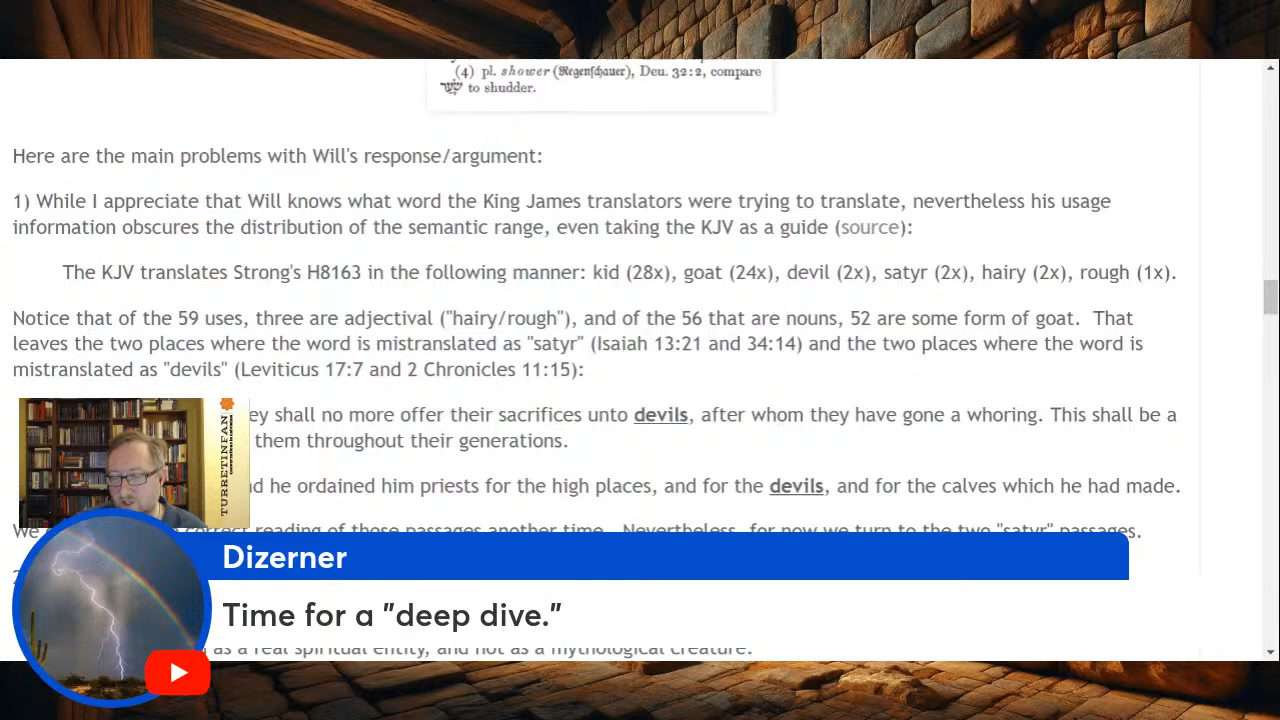 (4) pl. shower (Regenschauer), Deu. 32:2, compare
שָׂעַר to shudder.
Here are the main problems with Will's response/argument:
1) While I appreciate that Will knows what word the King James translators were trying to translate, nevertheless his usage
information obscures the distribution of the semantic range, even taking the KJV as a guide (source):
The KJV translates Strong's H8163 in the following manner: kid (28x), goat (24x), devil (2x), satyr (2x), hairy (2x), rough (1x).
Notice that of the 59 uses, three are adjectival ("hairy/rough"), and of the 56 that are nouns, 52 are some form of goat. That
leaves the two places where the word is mistranslated as "satyr" (Isaiah 13:21 and 34:14) and the two places where the word is
mistranslated as "devils" (Leviticus 17:7 and 2 Chronicles 11:15):
ey shall no more offer their sacrifices unto devils, after whom they have gone a whoring. This shall be a
them throughout their generations.
d he ordained him priests for the high places, and for the devils, and for the calves which he had made.
We correct reading of those passages another time. Nevertheless, for now we turn to the two "satyr" passages.
TURRETINFAN
Dizerner
Time for a "deep dive."
as a real spiritual entity, and not as a mythological creature.